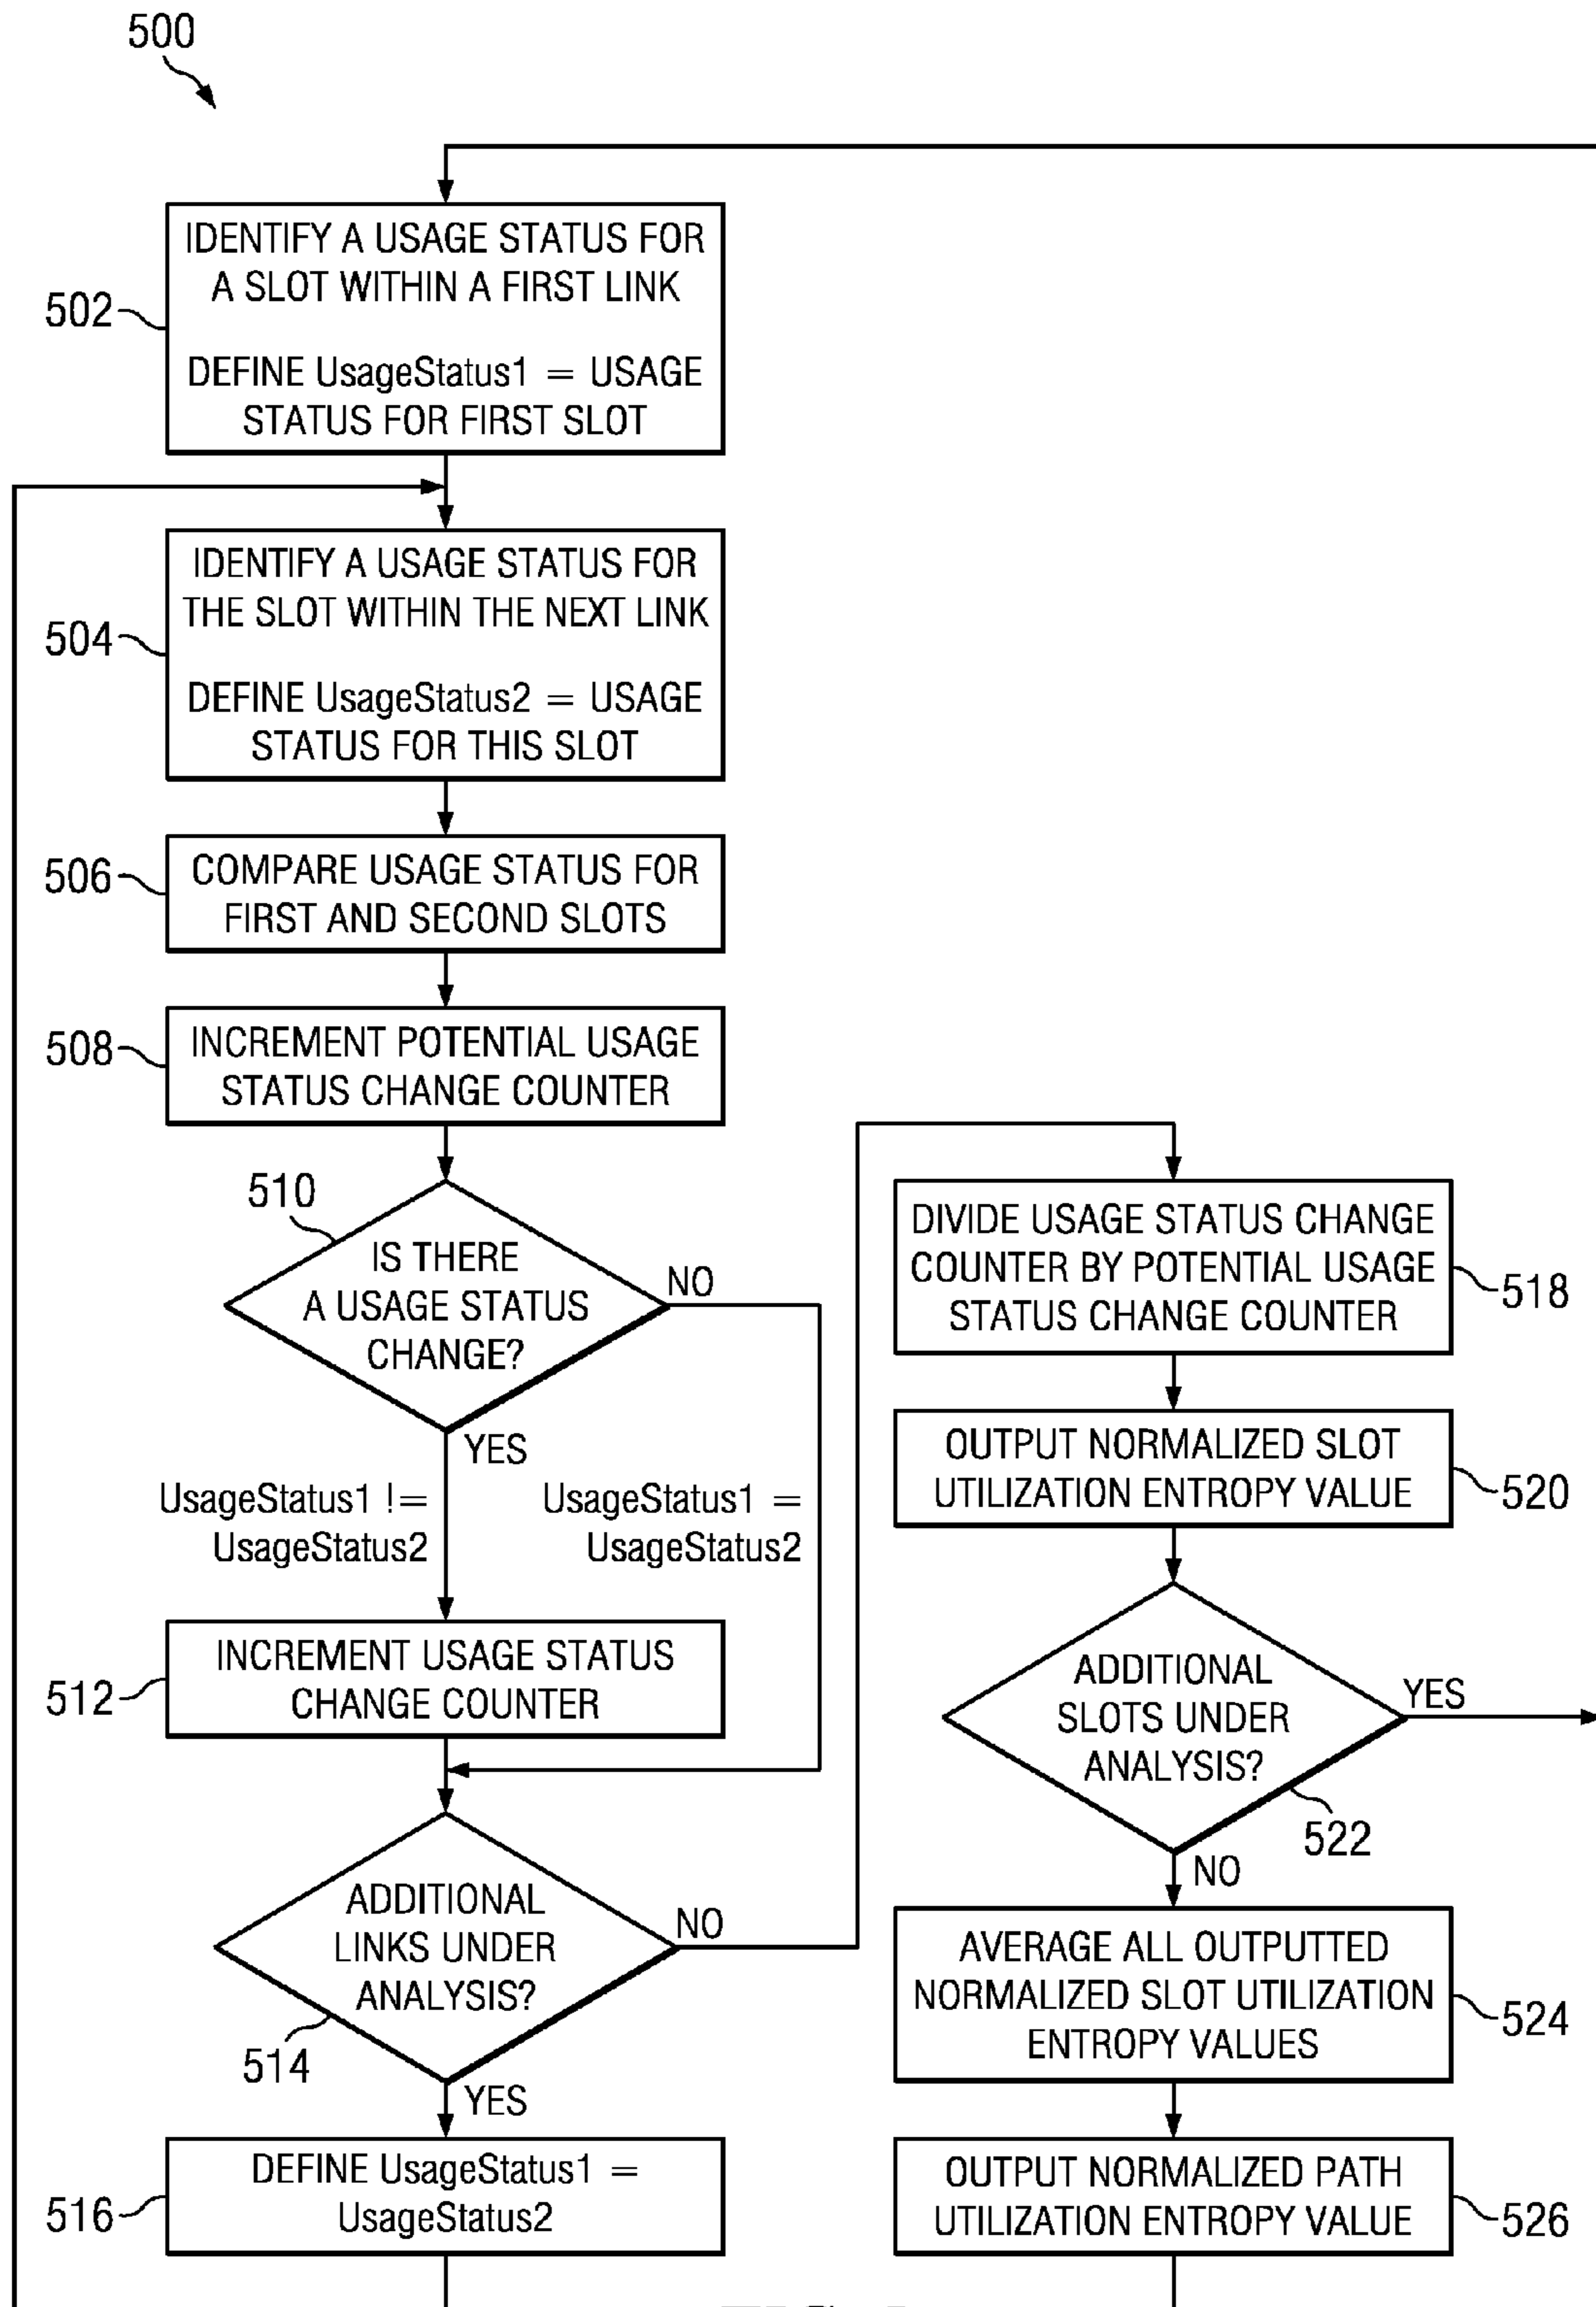 500
IDENTIFY A USAGE STATUS FOR
A SLOT WITHIN A FIRST LINK
DEFINE UsageStatus1 = USAGE
STATUS FOR FIRST SLOT
502
IDENTIFY A USAGE STATUS FOR
THE SLOT WITHIN THE NEXT LINK
DEFINE UsageStatus2 = USAGE
STATUS FOR THIS SLOT
504
COMPARE USAGE STATUS FOR
FIRST AND SECOND SLOTS
506
INCREMENT POTENTIAL USAGE
STATUS CHANGE COUNTER
508
510
IS THERE
A USAGE STATUS
CHANGE?
NO
YES
UsageStatus1 !=
UsageStatus2
UsageStatus1 =
UsageStatus2
INCREMENT USAGE STATUS
CHANGE COUNTER
512
ADDITIONAL
LINKS UNDER
ANALYSIS?
NO
514
YES
DEFINE UsageStatus1 =
UsageStatus2
516
DIVIDE USAGE STATUS CHANGE
COUNTER BY POTENTIAL USAGE
STATUS CHANGE COUNTER
518
OUTPUT NORMALIZED SLOT
UTILIZATION ENTROPY VALUE
520
ADDITIONAL
SLOTS UNDER
ANALYSIS?
YES
522
NO
AVERAGE ALL OUTPUTTED
NORMALIZED SLOT UTILIZATION
ENTROPY VALUES
524
OUTPUT NORMALIZED PATH
UTILIZATION ENTROPY VALUE
526